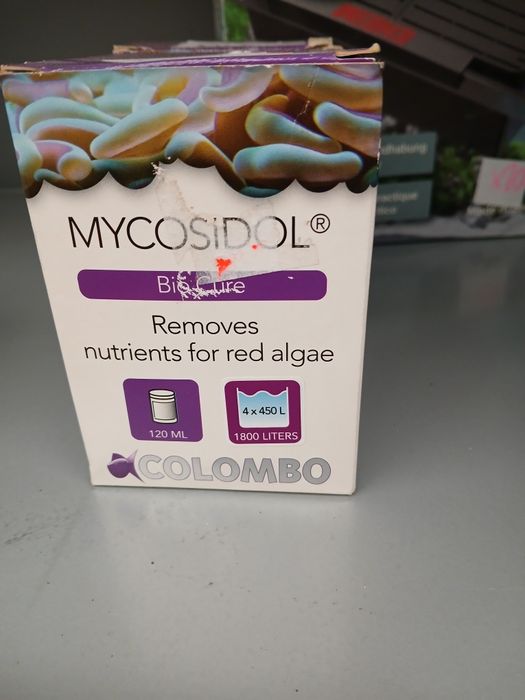 MYCOSIDOL®
Bio Cure
Removes
nutrients for red algae
120 ML
4 x 450 L
1800 LITERS
COLOMBO